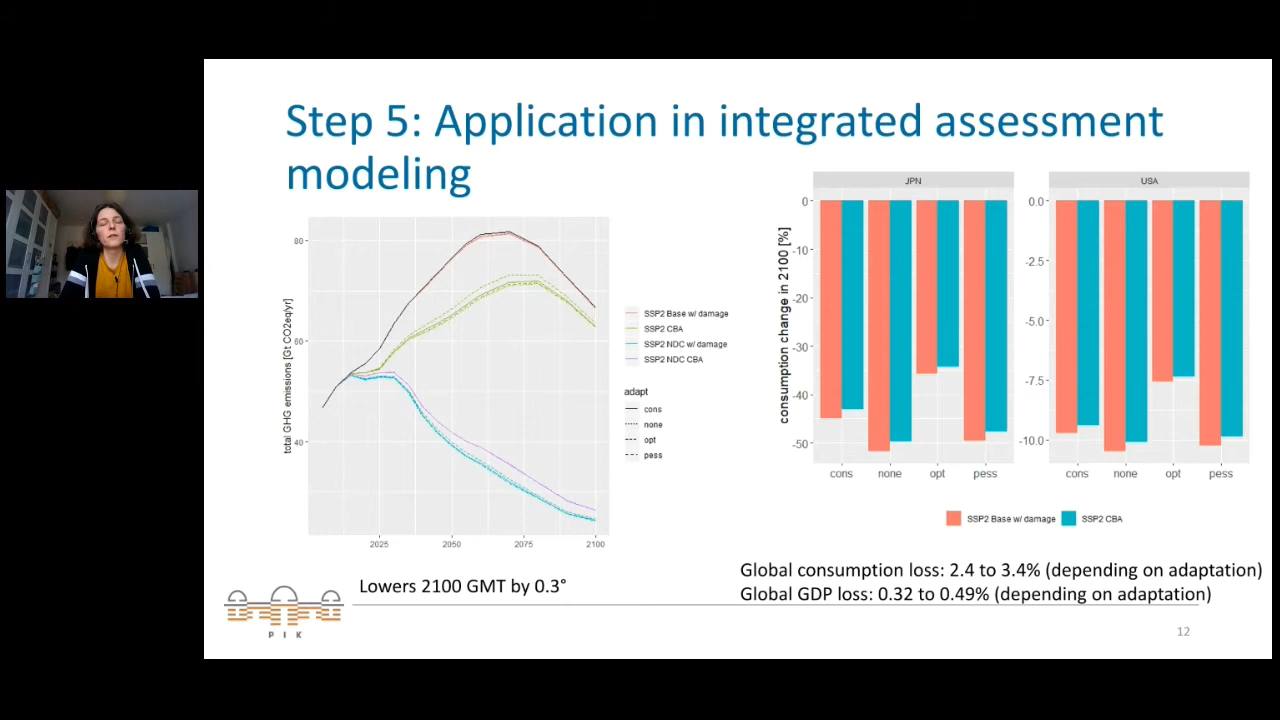 Step 5: Application in integrated assessment
modeling
total GHG emissions [Gt CO2eq/yr]
80
60
40
2025
2050
2075
2100
SSP2 Base w/ damage
SSP2 CBA
SSP2 NDC w/ damage
SSP2 NDC CBA
adapt
cons
none
opt
pess
Lowers 2100 GMT by 0.3°
consumption change in 2100 [%]
JPN
0
-10
-20
-30
-40
-50
cons
none
opt
pess
USA
0.0
-2.5
-5.0
-7.5
-10.0
cons
none
opt
pess
SSP2 Base w/ damage
SSP2 CBA
Global consumption loss: 2.4 to 3.4% (depending on adaptation)
Global GDP loss: 0.32 to 0.49% (depending on adaptation)
P I K
12